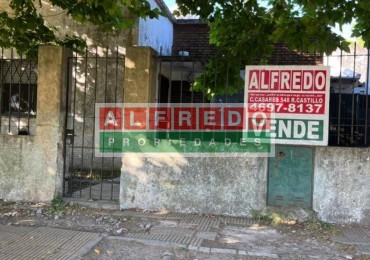 ALFREDO
C.CASARES 548 R.CASTILLO
4697-8137
VENDE
ALFREDO
PROPIEDADES